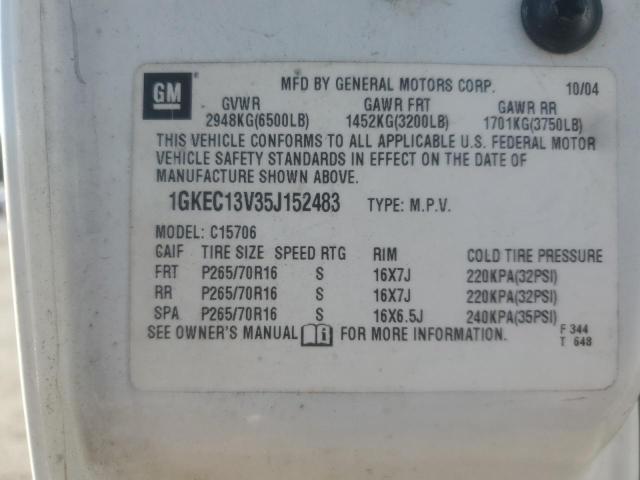 GM
MFD BY GENERAL MOTORS CORP. 10/04
GVWR GAWR FRT GAWR RR
2948KG(6500LB) 1452KG(3200LB) 1701KG(3750LB)
THIS VEHICLE CONFORMS TO ALL APPLICABLE U.S. FEDERAL MOTOR
VEHICLE SAFETY STANDARDS IN EFFECT ON THE DATE OF
MANUFACTURE SHOWN ABOVE.
1GKEC13V35J152483 TYPE: M.P.V.
MODEL: C15706
GAIF TIRE SIZE SPEED RTG RIM COLD TIRE PRESSURE
FRT P265/70R16 S 16X7J 220KPA(32PSI)
RR P265/70R16 S 16X7J 220KPA(32PSI)
SPA P265/70R16 S 16X6.5J 240KPA(35PSI)
SEE OWNER'S MANUAL FOR MORE INFORMATION. F 344
T 648